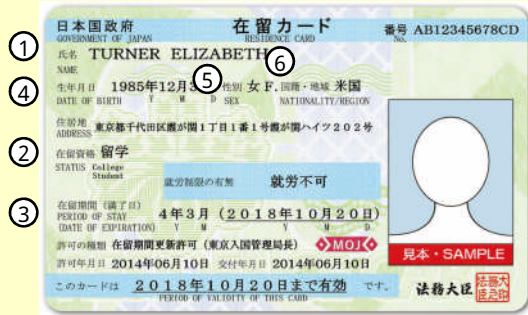 日本国政府 在留カード 番号 AB12345678CD
GOVERNMENT OF JAPAN RESIDENCE CARD No.
① 氏名 TURNER ELIZABETH ⑥
NAME
④ 生年月日 1985年12月 ⑤ 性別 女 F. 国籍・地域 米国
DATE OF BIRTH Y M D SEX NATIONALITY/REGION
住居地 東京都千代田区霞が関1丁目1番1号霞が関ハイツ202号
ADDRESS
② 在留資格 留学
STATUS College
Student
就労制限の有無 就労不可
③ 在留期間(満了日) 4年3月(2018年10月20日)
PERIOD OF STAY
(DATE OF EXPIRATION) Y M Y M D
許可の種類 在留期間更新許可(東京入国管理局長) MOJ
許可年月日 2014年06月10日 交付年月日 2014年06月10日
見本・SAMPLE
このカードは 2018年10月20日まで有効 です。
PERIOD OF VALIDITY OF THIS CARD
法務大臣